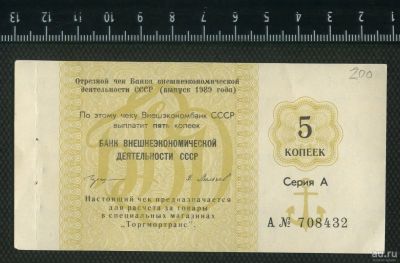 1 2 3 4 5 6 7 8 9 10 11 12 13
200
Отрезной чек Банка внешнеэкономической
деятельности СССР (выпуск 1989 года)
По этому чеку Внешэкономбанк СССР
выплатит пять копеек
БАНК ВНЕШНЕЭКОНОМИЧЕСКОЙ
ДЕЯТЕЛЬНОСТИ СССР
Настоящий чек предназначается
для расчета за товары
в специальных магазинах
"Торгмортранс".
5
КОПЕЕК
Серия А
А № 708432
au.ru